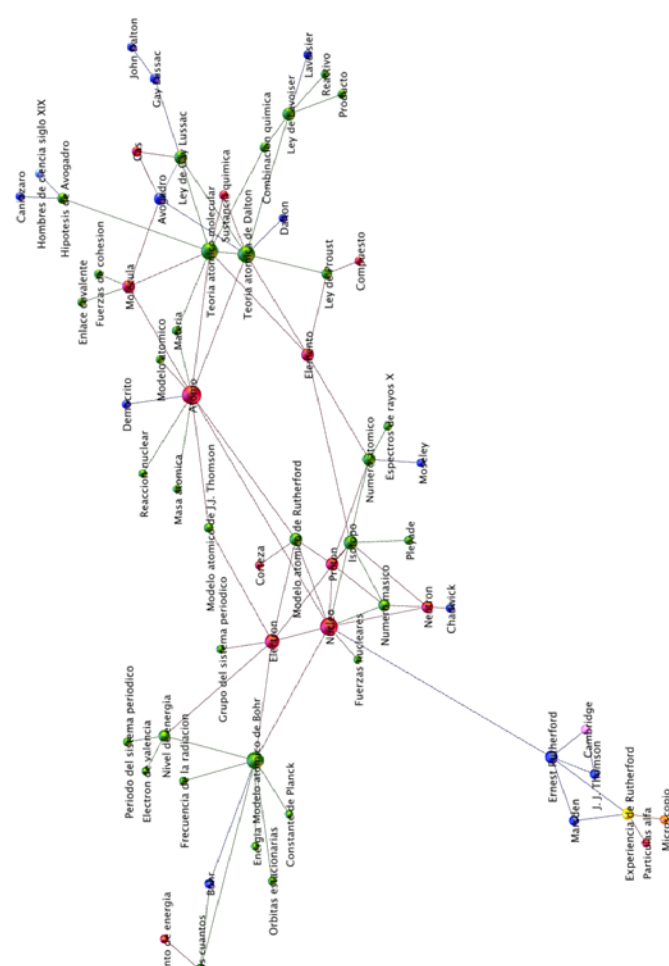 John Dalton
Gay Lussac
Lavoisier
Reactivo
Producto
Ley de Lavoiser
Combinacion quimica
Cannizaro
Hombres de ciencia siglo XIX
Hipotesis de Avogadro
Gas
Ley de Gay Lussac
Avogadro
Sustancia quimica
Teoria atomico molecular
Teoria atomica de Dalton
Dalton
Ley de Proust
Compuesto
Enlace covalente
Fuerzas de cohesion
Molecula
Materia
Modelo atomico
Democrito
Atomo
Elemento
Reaccion nuclear
Masa atomica
Modelo atomico de J.J. Thomson
Numero atomico
Espectros de rayos X
Moseley
Corteza
Modelo atomico de Rutherford
Proton
Isotopo
Pleyade
Grupo del sistema periodico
Electron
Nucleo
Fuerzas nucleares
Numero masico
Neutron
Chadwick
Periodo del sistema periodico
Electron de valencia
Nivel de energia
Frecuencia de la radiacion
Energia
Modelo atomico de Bohr
Constante de Planck
Orbitas estacionarias
Bohr
cuantos
de energia
Ernest Rutherford
Cambridge
J. J. Thomson
Marsden
Experiencia de Rutherford
Particulas alfa